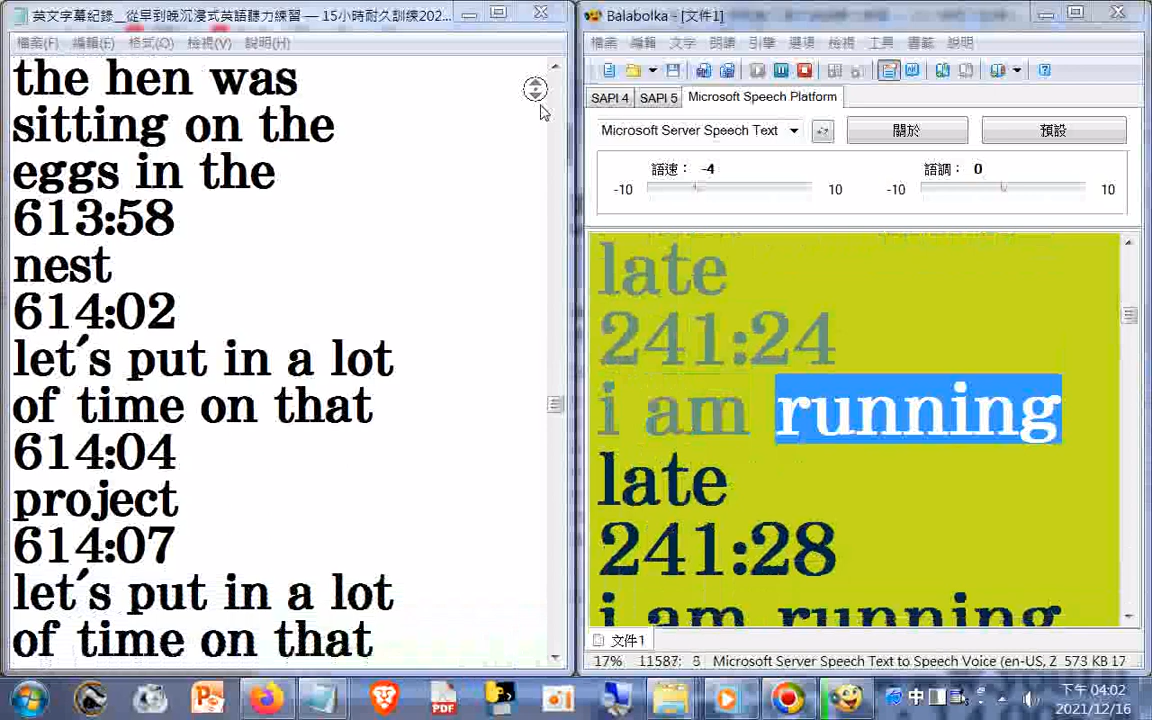 英文字幕紀錄__從早到晚沉浸式英語聽力練習 — 15小時耐久訓練202...
檔案(F) 編輯(E) 格式(O) 檢視(V) 說明(H)
the hen was
sitting on the
eggs in the
613:58
nest
614:02
let's put in a lot
of time on that
614:04
project
614:07
let's put in a lot
of time on that
Balabolka - [文件1]
檔案 編輯 文字 朗讀 引擎 選項 檢視 工具 書籤 說明
SAPI 4 SAPI 5 Microsoft Speech Platform
Microsoft Server Speech Text 關於 預設
語速： -4 語調： 0
-10 10 -10 10
late
241:24
i am running
late
241:28
i am running
文件1
17% 11587: 8 Microsoft Server Speech Text to Speech Voice (en-US, Z 573 KB 17
PDF 中 下午 04:02
2021/12/16